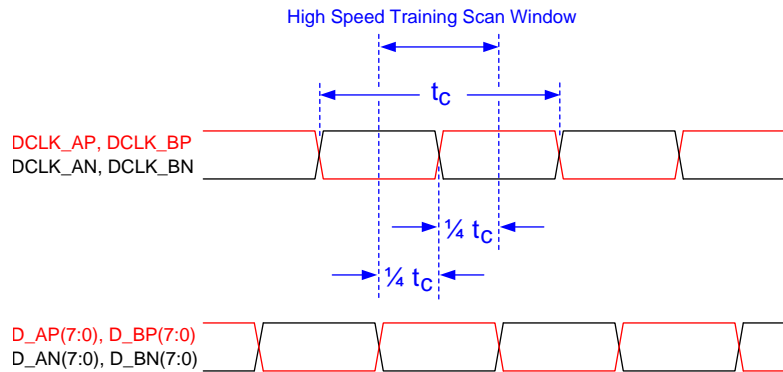 High Speed Training Scan Window
tC
DCLK_AP, DCLK_BP
DCLK_AN, DCLK_BN
¼ tC
¼ tC
D_AP(7:0), D_BP(7:0)
D_AN(7:0), D_BN(7:0)